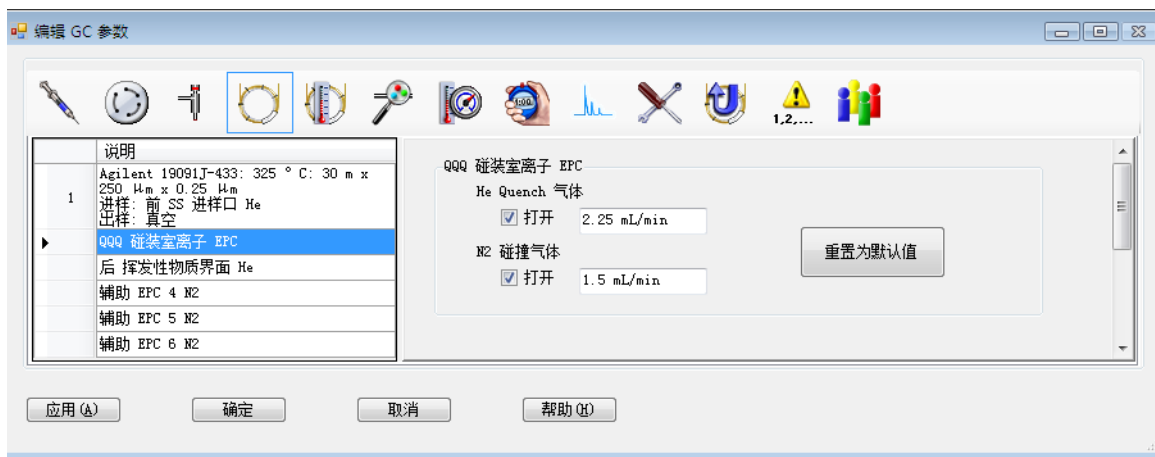 编辑 GC 参数
1:00
1,2,...
说明
1
Agilent 19091J-433: 325 ° C: 30 m x
250 μm x 0.25 μm
进样: 前 SS 进样口 He
出样: 真空
QQQ 碰装室离子 EPC
后 挥发性物质界面 He
辅助 EPC 4 N2
辅助 EPC 5 N2
辅助 EPC 6 N2
QQQ 碰装室离子 EPC
He Quench 气体
打开 2.25 mL/min
N2 碰撞气体
打开 1.5 mL/min
重置为默认值
应用(A) 确定 取消 帮助(H)